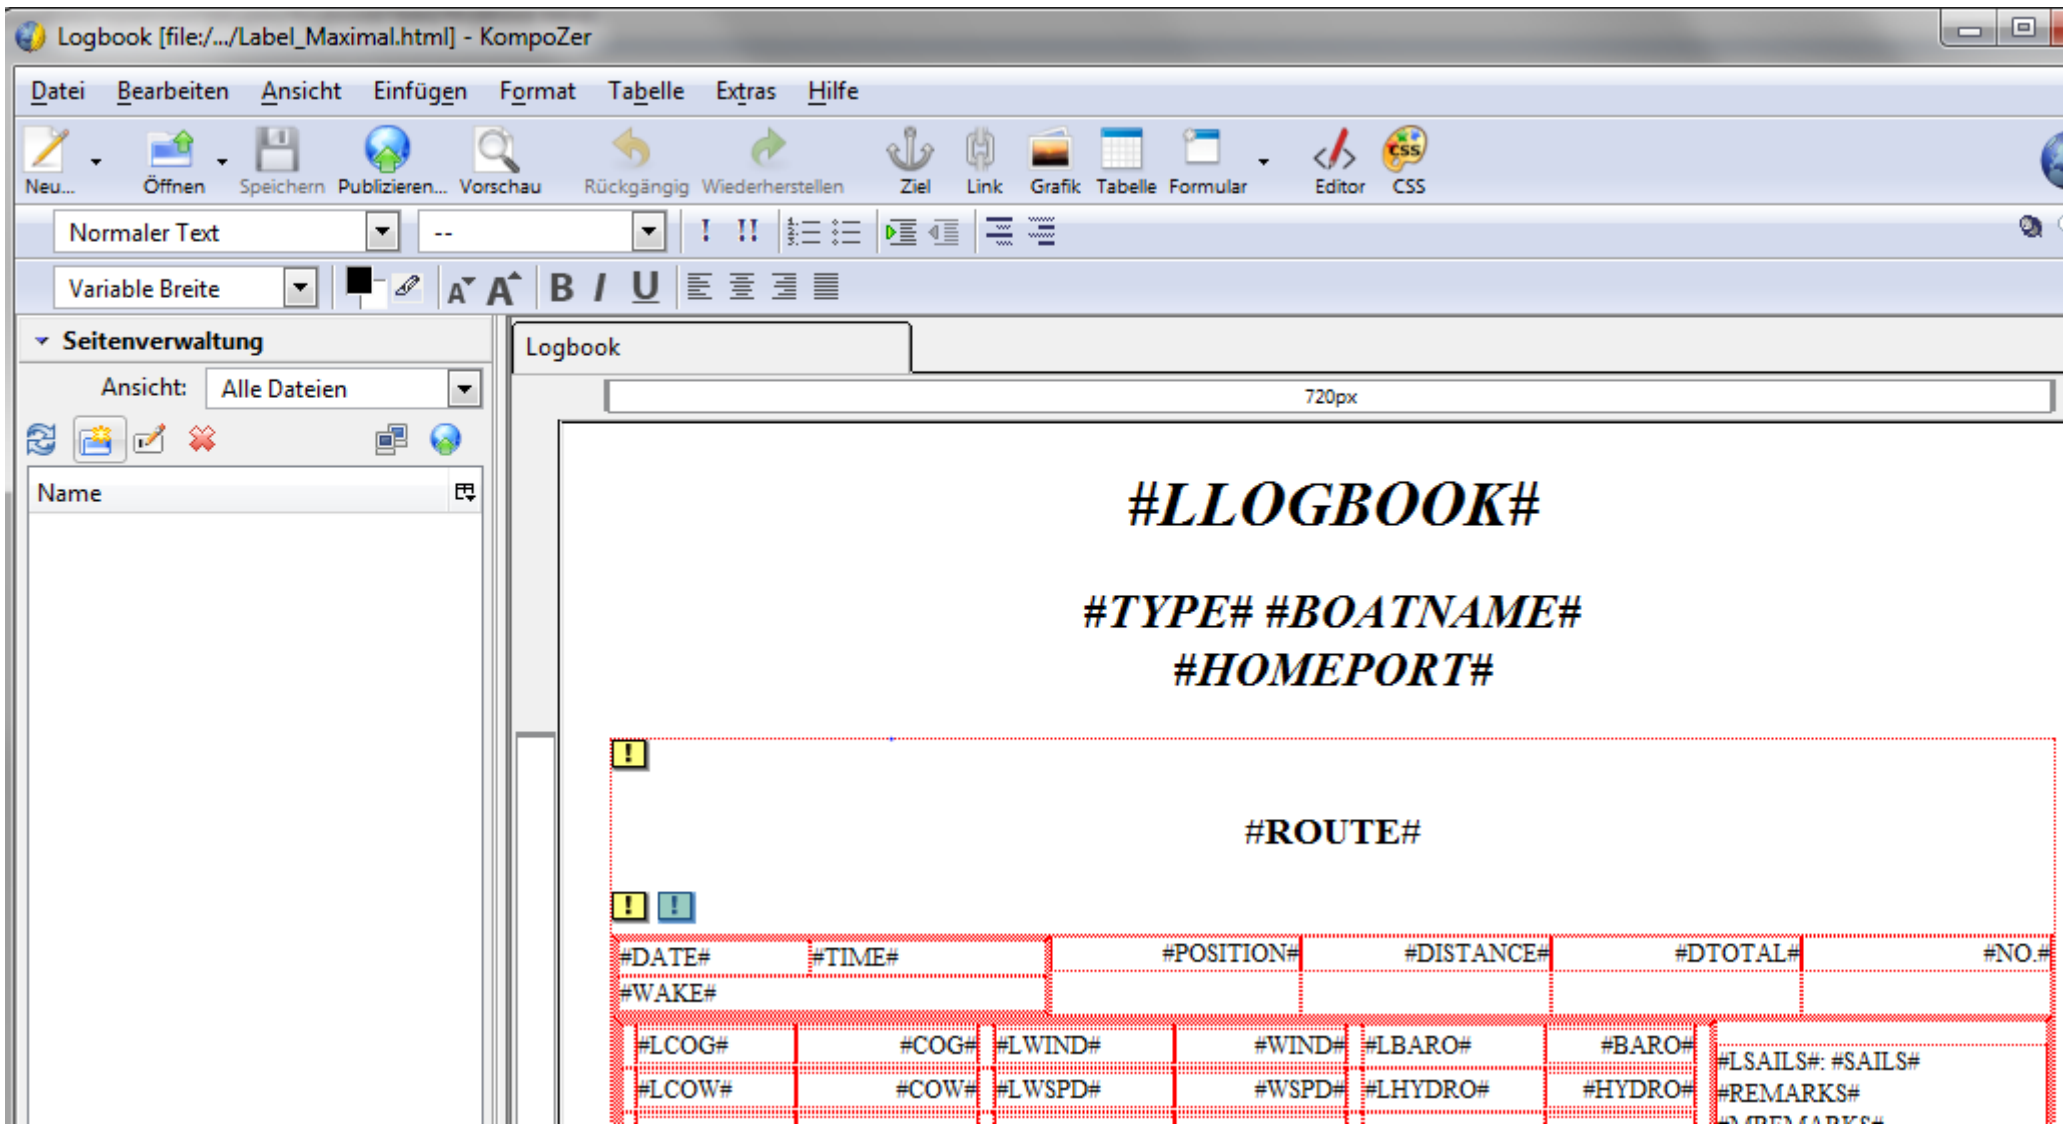 Logbook [file:/.../Label_Maximal.html] - KompoZer
Datei Bearbeiten Ansicht Einfügen Format Tabelle Extras Hilfe
Neu... Öffnen Speichern Publizieren... Vorschau Rückgängig Wiederherstellen Ziel Link Grafik Tabelle Formular Editor CSS
Normaler Text --
Variable Breite B I U
Seitenverwaltung
Ansicht: Alle Dateien
Name
Logbook
720px
#LLOGBOOK#
#TYPE# #BOATNAME#
#HOMEPORT#
#ROUTE#
#DATE# #TIME# #POSITION# #DISTANCE# #DTOTAL# #NO.#
#WAKE#
#LCOG# #COG# #LWIND# #WIND# #LBARO# #BARO#
#LSAILS#: #SAILS#
#LCOW# #COW# #LWSPD# #WSPD# #LHYDRO# #HYDRO#
#REMARKS#
#MREMARKS#